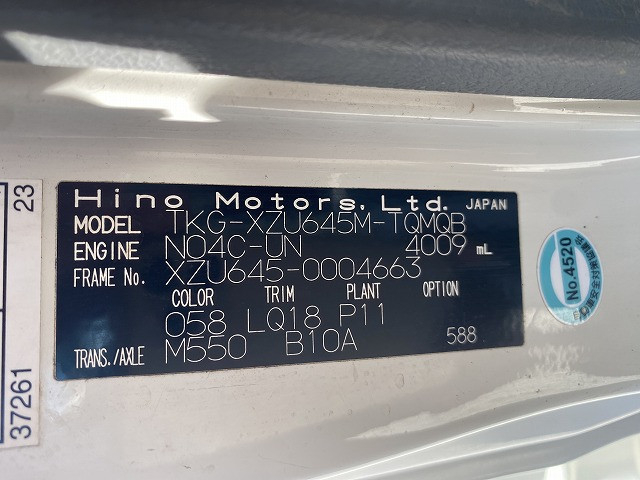 Hino Motors, Ltd. JAPAN
MODEL TKG-XZU645M-TQMQB
ENGINE N04C-UN 4009 mL
FRAME No. XZU645-0004663
COLOR TRIM PLANT OPTION
058 LQ18 P11
TRANS./AXLE M550 B10A 588
23
37261
No.4520